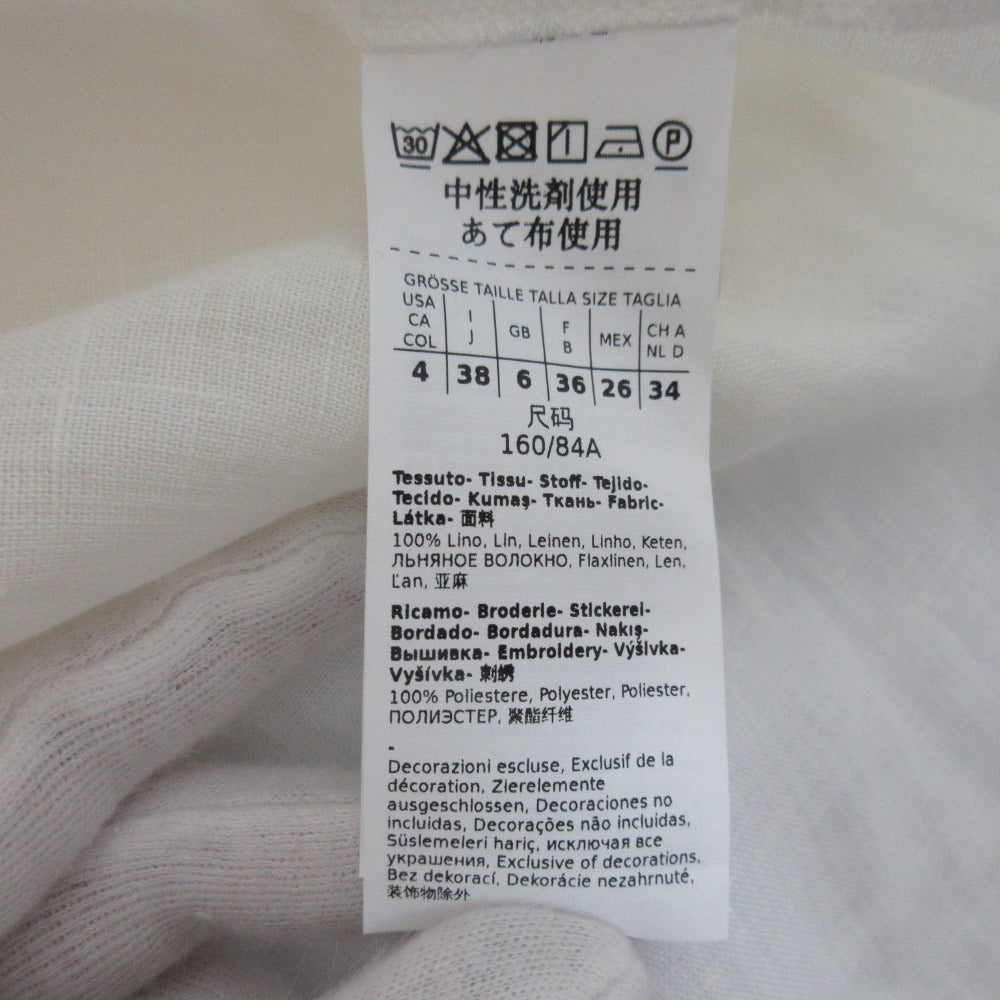 30 P
中性洗剤使用
あて布使用
GRÖSSE TAILLE TALLA SIZE TAGLIA
USA CA COL I J GB F B MEX CH A NL D
4 38 6 36 26 34
尺码
160/84A
Tessuto- Tissu- Stoff- Tejido-
Tecido- Kumaş- Ткань- Fabric-
Látka- 面料
100% Lino, Lin, Leinen, Linho, Keten,
ЛЬНЯНОЕ ВОЛОКНО, Flaxlinen, Len,
Ľan, 亚麻
Ricamo- Broderie- Stickerei-
Bordado- Bordadura- Nakış-
Вышивка- Embroidery- Výšivka-
Vyšívka- 刺绣
100% Poliestere, Polyester, Poliester,
ПОЛИЭСТЕР, 聚酯纤维
-
Decorazioni escluse, Exclusif de la
décoration, Zierelemente
ausgeschlossen, Decoraciones no
incluidas, Decorações não incluidas,
Süslemeleri hariç, исключая все
украшения, Exclusive of decorations,
Bez dekorací, Dekorácie nezahrnuté,
装饰物除外